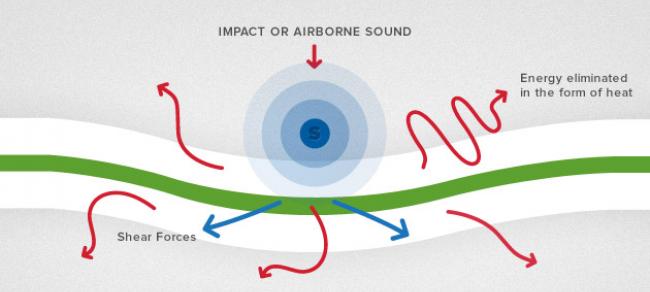 IMPACT OR AIRBORNE SOUND
Energy eliminated
in the form of heat
S
Shear Forces